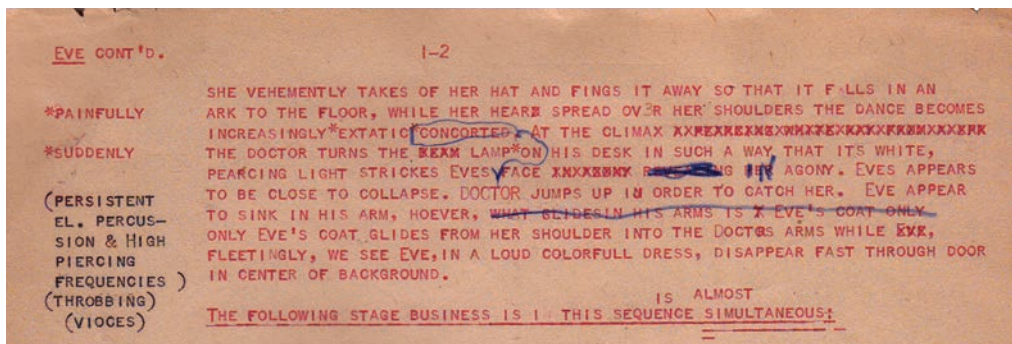 EVE CONT'D. I-2
SHE VEHEMENTLY TAKES OF HER HAT AND FINGS IT AWAY SO THAT IT FALLS IN AN
*PAINFULLY ARK TO THE FLOOR, WHILE HER HEAR SPREAD OVER HER SHOULDERS THE DANCE BECOMES
INCREASINGLY*EXTATIC CONCORTED. AT THE CLIMAX
*SUDDENLY THE DOCTOR TURNS THE LAMP*ON HIS DESK IN SUCH A WAY THAT ITS WHITE,
PEARCING LIGHT STRICKES EVES FACE IN AGONY. EVES APPEARS
TO BE CLOSE TO COLLAPSE. DOCTOR JUMPS UP IN ORDER TO CATCH HER. EVE APPEAR
(PERSISTENT TO SINK IN HIS ARM, HOEVER, WHAT GLIDESIN HIS ARMS IS EVE'S COAT ONLY
EL. PERCUS- ONLY EVE'S COAT GLIDES FROM HER SHOULDER INTO THE DOCTOS ARMS WHILE EVE,
SION & HIGH FLEETINGLY, WE SEE EVE, IN A LOUD COLORFULL DRESS, DISAPPEAR FAST THROUGH DOOR
PIERCING IN CENTER OF BACKGROUND.
FREQUENCIES )
(THROBBING) IS ALMOST
(VIOCES) THE FOLLOWING STAGE BUSINESS IS I THIS SEQUENCE SIMULTANEOUS: